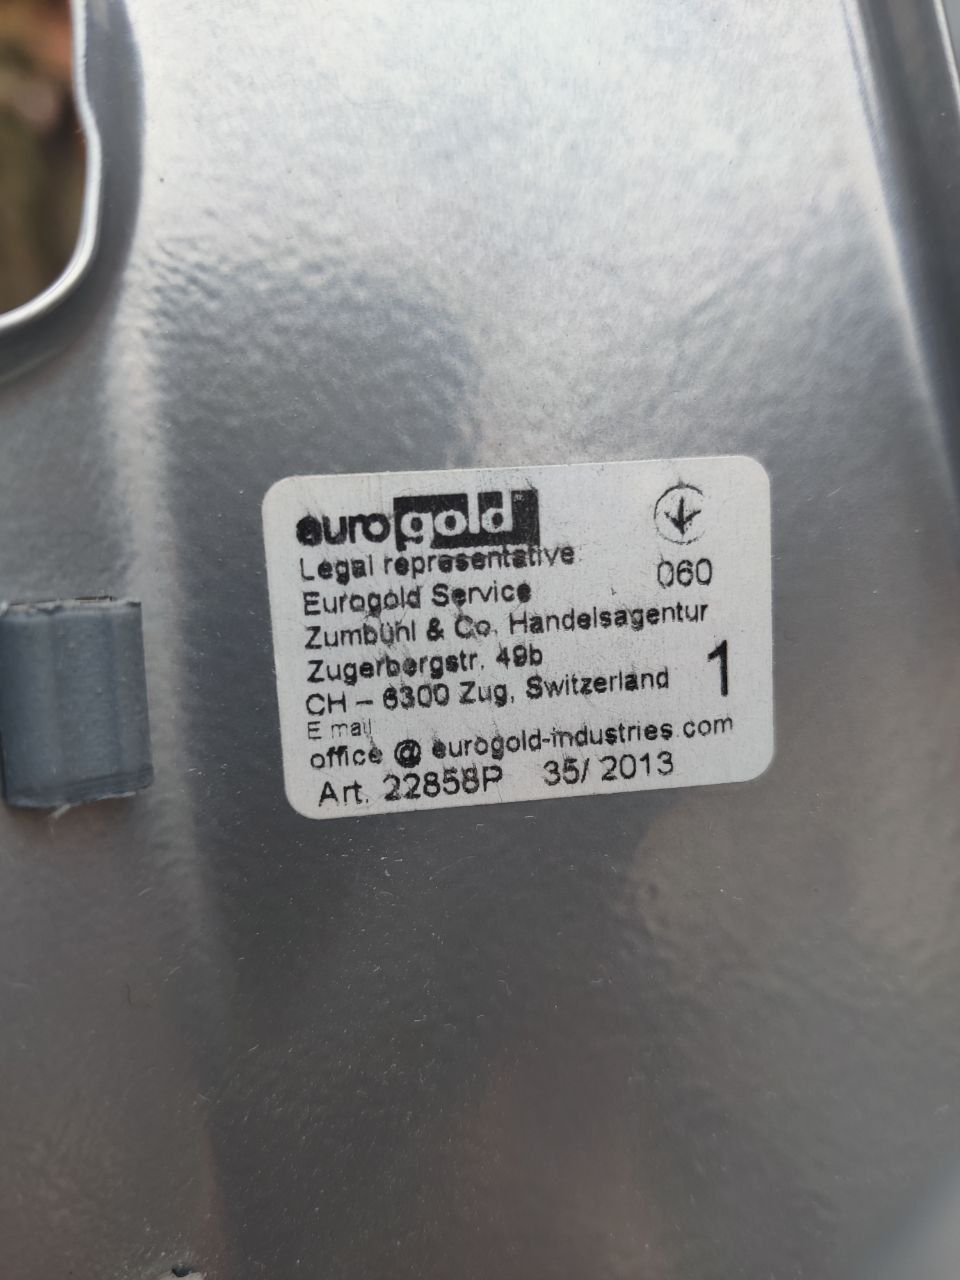 eurogold
Legal representative
060
Eurogold Service
Zumbühl & Co. Handelsagentur
Zugerbergstr. 49b
1
CH – 6300 Zug, Switzerland
E mail
office @ eurogold-industries.com
Art. 22858P 35/ 2013